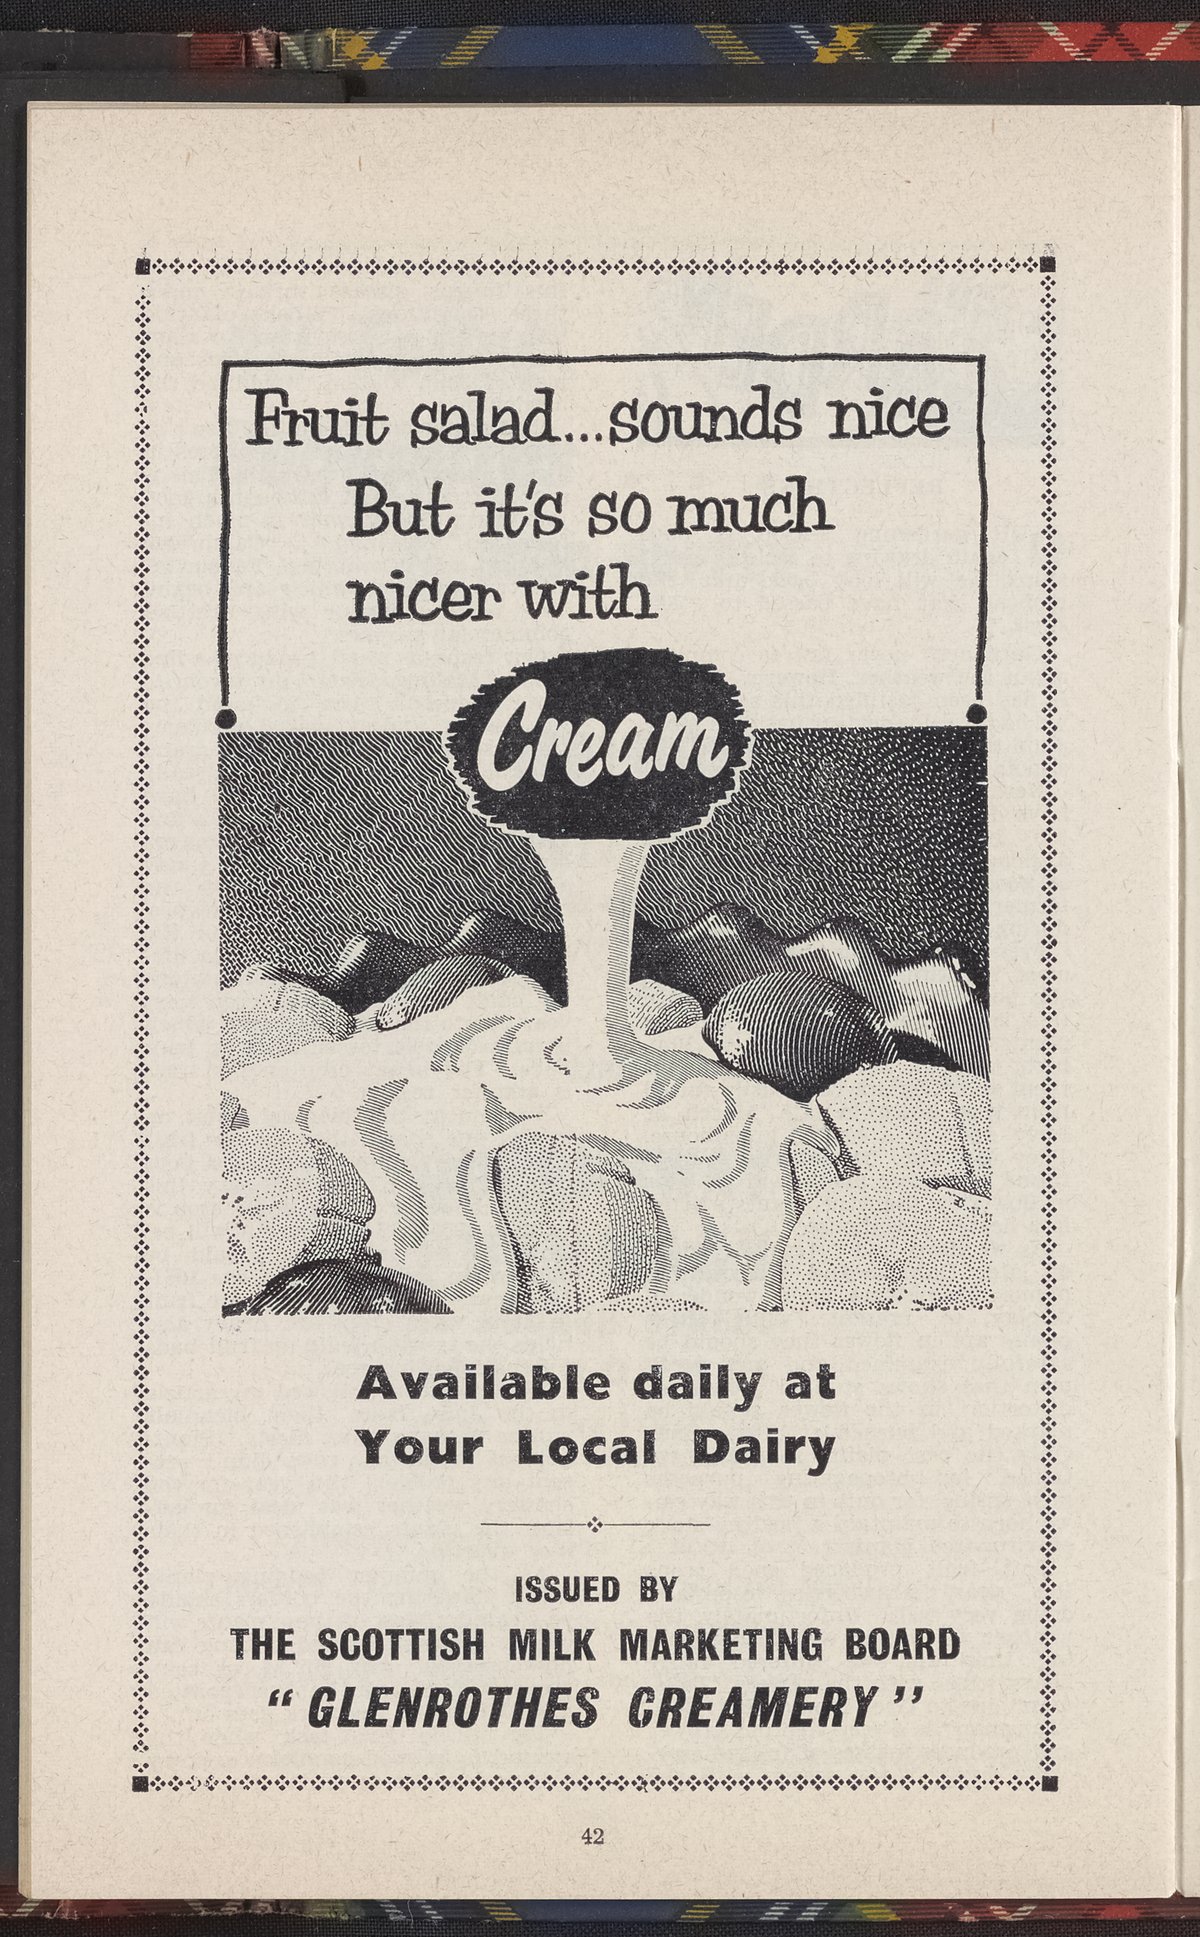 Fruit salad...sounds nice
But it's so much
nicer with
Cream
Available daily at
Your Local Dairy
ISSUED BY
THE SCOTTISH MILK MARKETING BOARD
“ GLENROTHES CREAMERY ”
42